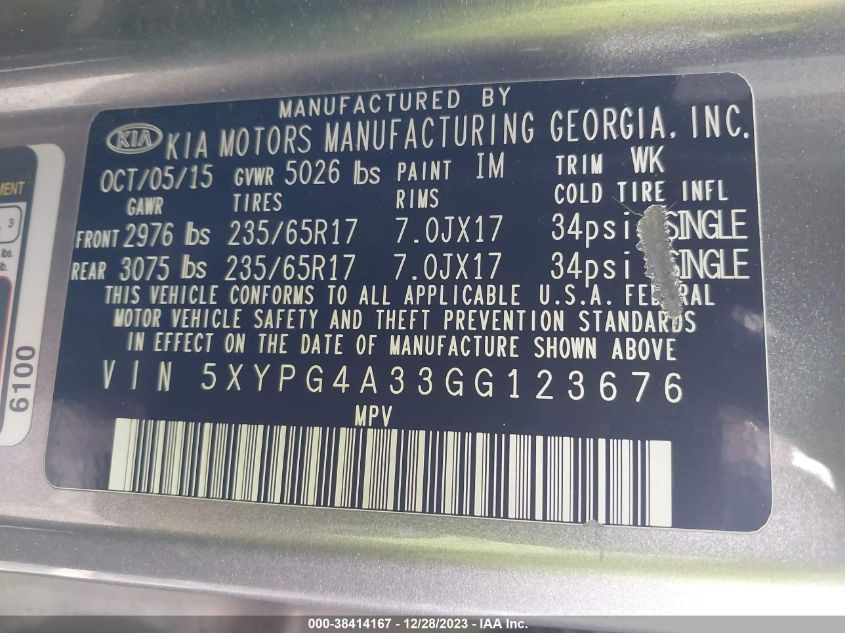 MANUFACTURED BY
KIA KIA MOTORS MANUFACTURING GEORGIA, INC.
OCT/05/15 GVWR 5026 lbs PAINT IM TRIM WK
GAWR TIRES RIMS COLD TIRE INFL
FRONT 2976 lbs 235/65R17 7.0JX17 34psi SINGLE
REAR 3075 lbs 235/65R17 7.0JX17 34psi SINGLE
THIS VEHICLE CONFORMS TO ALL APPLICABLE U.S.A. FEDERAL
MOTOR VEHICLE SAFETY AND THEFT PREVENTION STANDARDS
IN EFFECT ON THE DATE OF MANUFACTURE SHOWN ABOVE.
VIN 5XYPG4A33GG123676
MPV
MENT
3
lbs.
lb.
6100
000-38414167 - 12/28/2023 - IAA Inc.